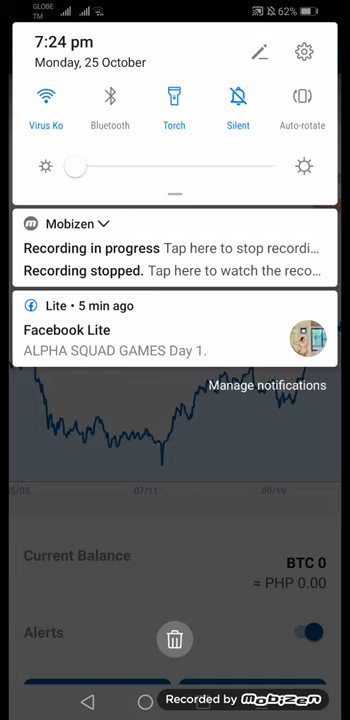 GLOBE
TM
62%
7:24 pm
Monday, 25 October
Virus Ko
Bluetooth
Torch
Silent
Auto-rotate
Mobizen
Recording in progress Tap here to stop recordi...
Recording stopped. Tap here to watch the reco...
Lite • 5 min ago
Facebook Lite
ALPHA SQUAD GAMES Day 1.
Manage notifications
5/03
07/11
09/19
Current Balance
BTC 0
≈ PHP 0.00
Alerts
Recorded by mobizen